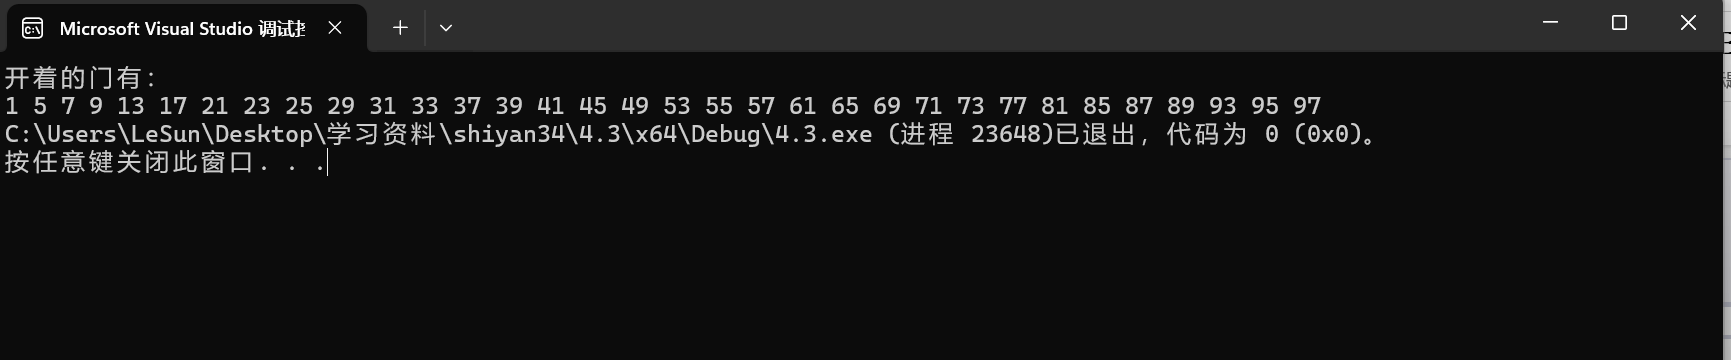 Microsoft Visual Studio 调试控
开着的门有：
1 5 7 9 13 17 21 23 25 29 31 33 37 39 41 45 49 53 55 57 61 65 69 71 73 77 81 85 87 89 93 95 97
C:\Users\LeSun\Desktop\学习资料\shiyan34\4.3\x64\Debug\4.3.exe (进程 23648)已退出，代码为 0 (0x0)。
按任意键关闭此窗口. . .